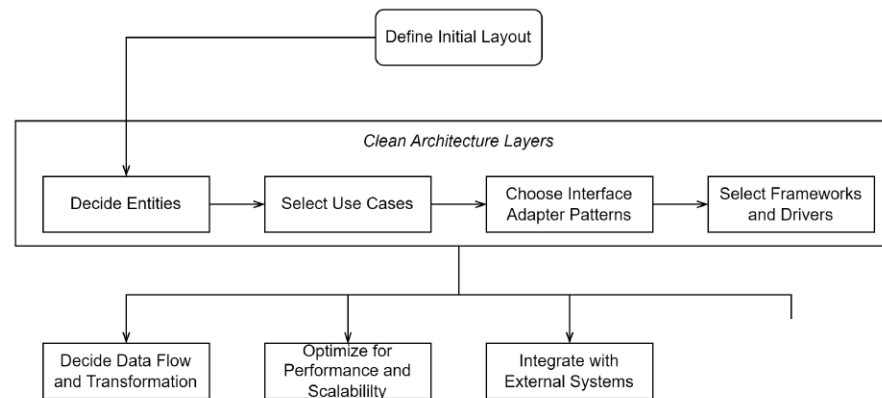 Define Initial Layout
Clean Architecture Layers
Decide Entities
Select Use Cases
Choose Interface
Adapter Patterns
Select Frameworks
and Drivers
Decide Data Flow
and Transformation
Optimize for
Performance and
Scalabililty
Integrate with
External Systems